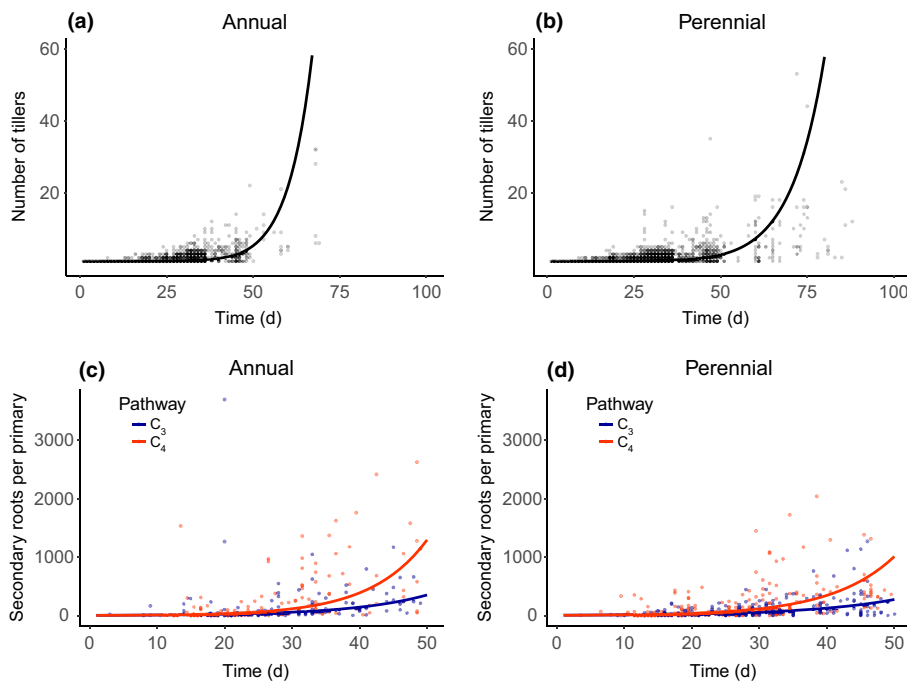 (a) Annual
Number of tillers
60
40
20
0 25 50 75 100
Time (d)
(b) Perennial
Number of tillers
60
40
20
0 25 50 75 100
Time (d)
(c) Annual
Secondary roots per primary
3000
2000
1000
0
Pathway
C3
C4
0 10 20 30 40 50
Time (d)
(d) Perennial
Secondary roots per primary
3000
2000
1000
0
Pathway
C3
C4
0 10 20 30 40 50
Time (d)